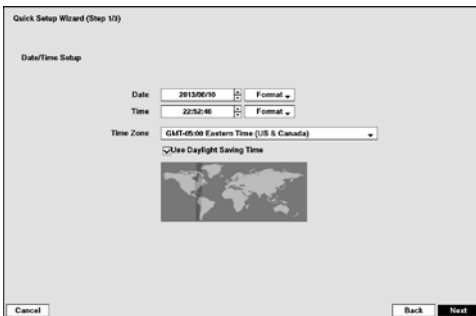 Quick Setup Wizard (Step 1/3)
Date/Time Setup
Date 2013/06/10 Format
Time 22:52:46 Format
Time Zone GMT-05:00 Eastern Time (US & Canada)
Use Daylight Saving Time
Cancel Back Next